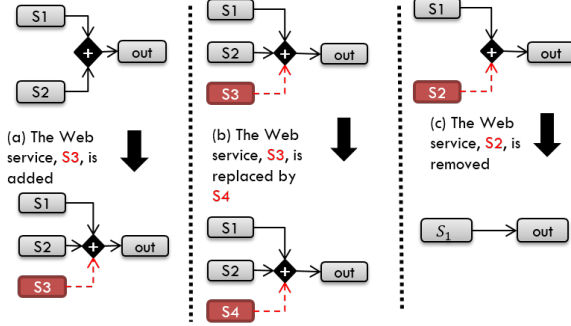 S1
+
out
S2
(a) The Web
service, S3, is
added
S1
S2
+
out
S3
S1
S2
+
out
S3
(b) The Web
service, S3, is
replaced by
S4
S1
S2
+
out
S4
S1
+
out
S2
(c) The Web
service, S2, is
removed
S₁
out